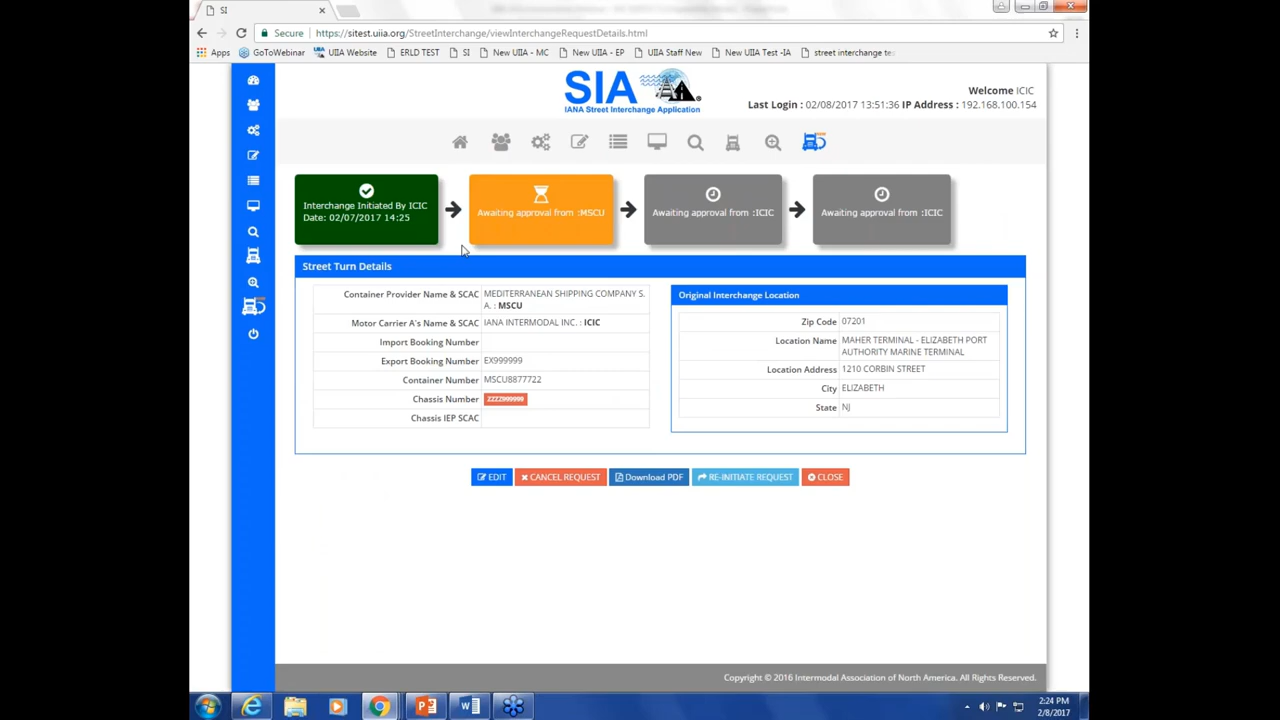 SI
Secure
https://sitest.uiia.org/StreetInterchange/viewInterchangeRequestDetails.html
Apps GoToWebinar UIIA Website ERLD TEST SI New UIIA - MC New UIIA - EP UIIA Staff New New UIIA Test -IA street interchange te
SIA
IANA Street Interchange Application
Welcome ICIC
Last Login : 02/08/2017 13:51:36 IP Address : 192.168.100.154
Interchange Initiated By ICIC
Date: 02/07/2017 14:25
Awaiting approval from :MSCU
Awaiting approval from :ICIC
Awaiting approval from :ICIC
Street Turn Details
Container Provider Name & SCAC MEDITERRANEAN SHIPPING COMPANY S.
A. : MSCU
Motor Carrier A's Name & SCAC IANA INTERMODAL INC. : ICIC
Import Booking Number
Export Booking Number EX999999
Container Number MSCU8877722
Chassis Number ZZZZ999999
Chassis IEP SCAC
Original Interchange Location
Zip Code 07201
Location Name MAHER TERMINAL - ELIZABETH PORT
AUTHORITY MARINE TERMINAL
Location Address 1210 CORBIN STREET
City ELIZABETH
State NJ
EDIT CANCEL REQUEST Download PDF RE-INITIATE REQUEST CLOSE
Copyright © 2016 Intermodal Association of North America. All Rights Reserved.
2:24 PM
2/8/2017